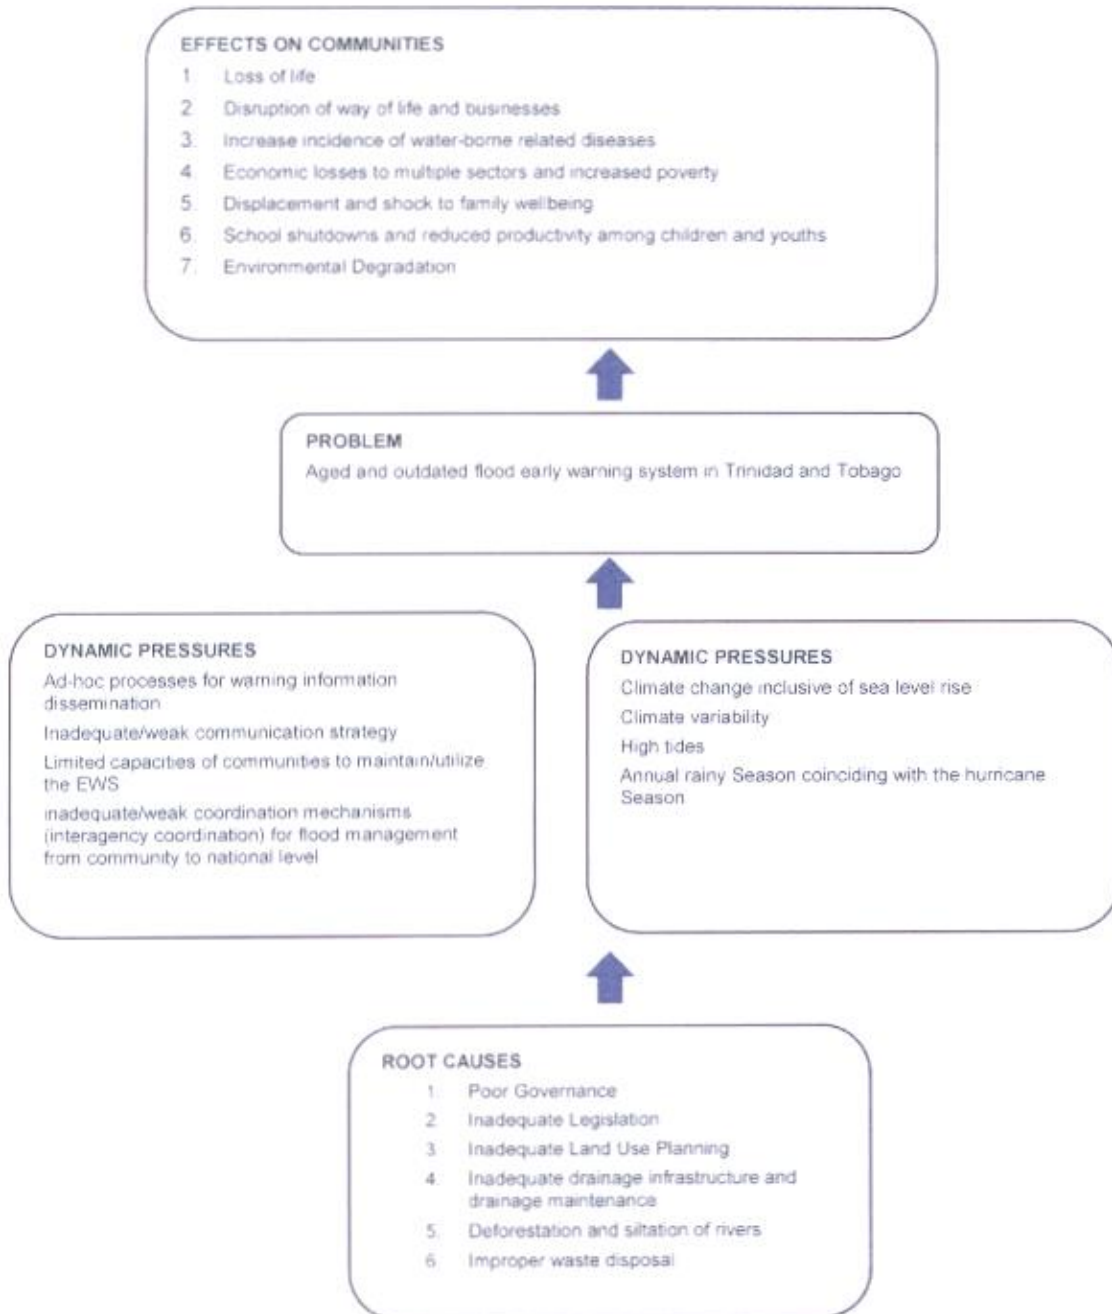 EFFECTS ON COMMUNITIES
1 Loss of life
2 Disruption of way of life and businesses
3. Increase incidence of water-borne related diseases
4. Economic losses to multiple sectors and increased poverty
5. Displacement and shock to family wellbeing
6. School shutdowns and reduced productivity among children and youths
7. Environmental Degradation
PROBLEM
Aged and outdated flood early warning system in Trinidad and Tobago
DYNAMIC PRESSURES
Ad-hoc processes for warning information
dissemination
Inadequate/weak communication strategy
Limited capacities of communities to maintain/utilize
the EWS
inadequate/weak coordination mechanisms
(interagency coordination) for flood management
from community to national level
DYNAMIC PRESSURES
Climate change inclusive of sea level rise
Climate variability
High tides
Annual rainy Season coinciding with the hurricane
Season
ROOT CAUSES
1. Poor Governance
2 Inadequate Legislation
3 Inadequate Land Use Planning
4. Inadequate drainage infrastructure and
drainage maintenance
5. Deforestation and siltation of rivers
6 Improper waste disposal